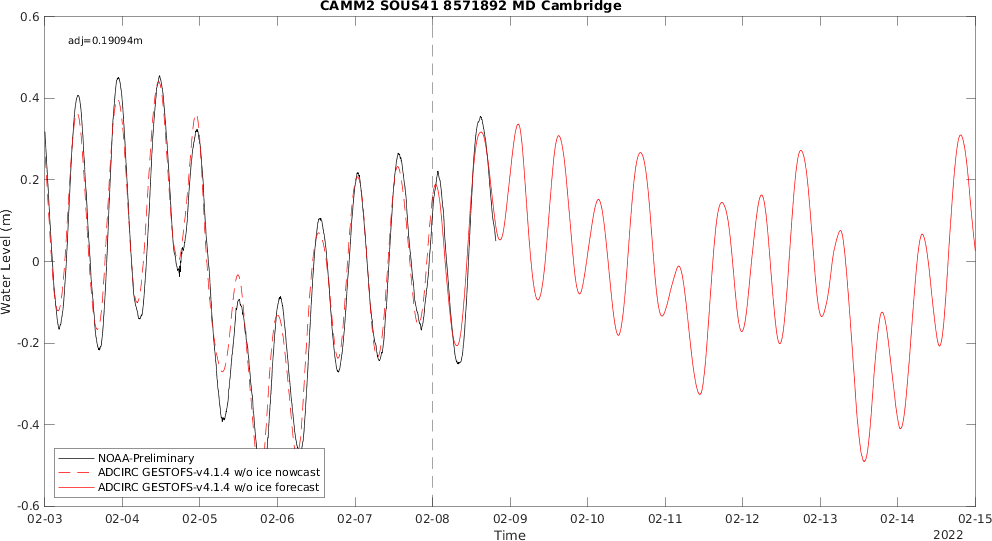 CAMM2 SOUS41 8571892 MD Cambridge
adj=0.19094m
0.6
0.4
0.2
0
-0.2
-0.4
-0.6
Water Level (m)
NOAA-Preliminary
ADCIRC GESTOFS-v4.1.4 w/o ice nowcast
ADCIRC GESTOFS-v4.1.4 w/o ice forecast
02-03 02-04 02-05 02-06 02-07 02-08 02-09 02-10 02-11 02-12 02-13 02-14 02-15
Time
2022